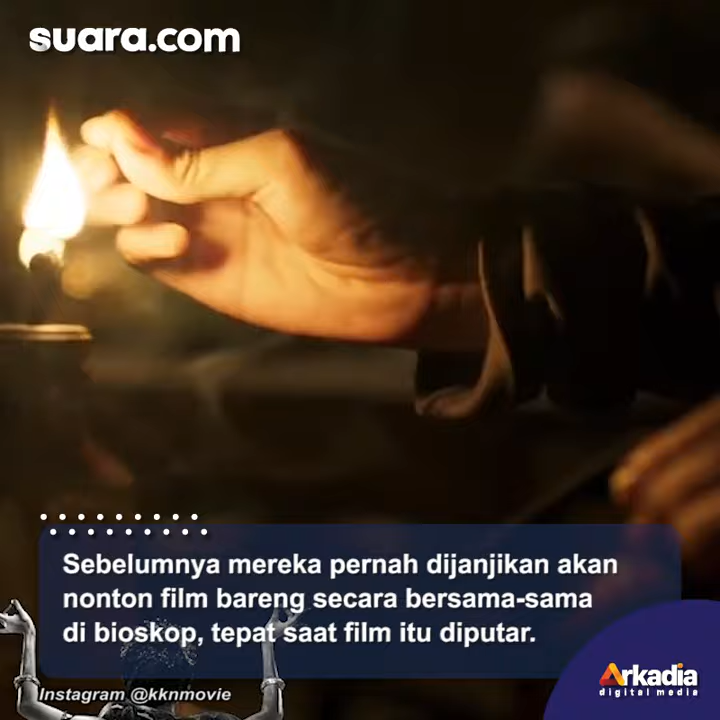 suara.com
Sebelumnya mereka pernah dijanjikan akan
nonton film bareng secara bersama-sama
di bioskop, tepat saat film itu diputar.
Instagram @kknmovie
Arkadia
digital media